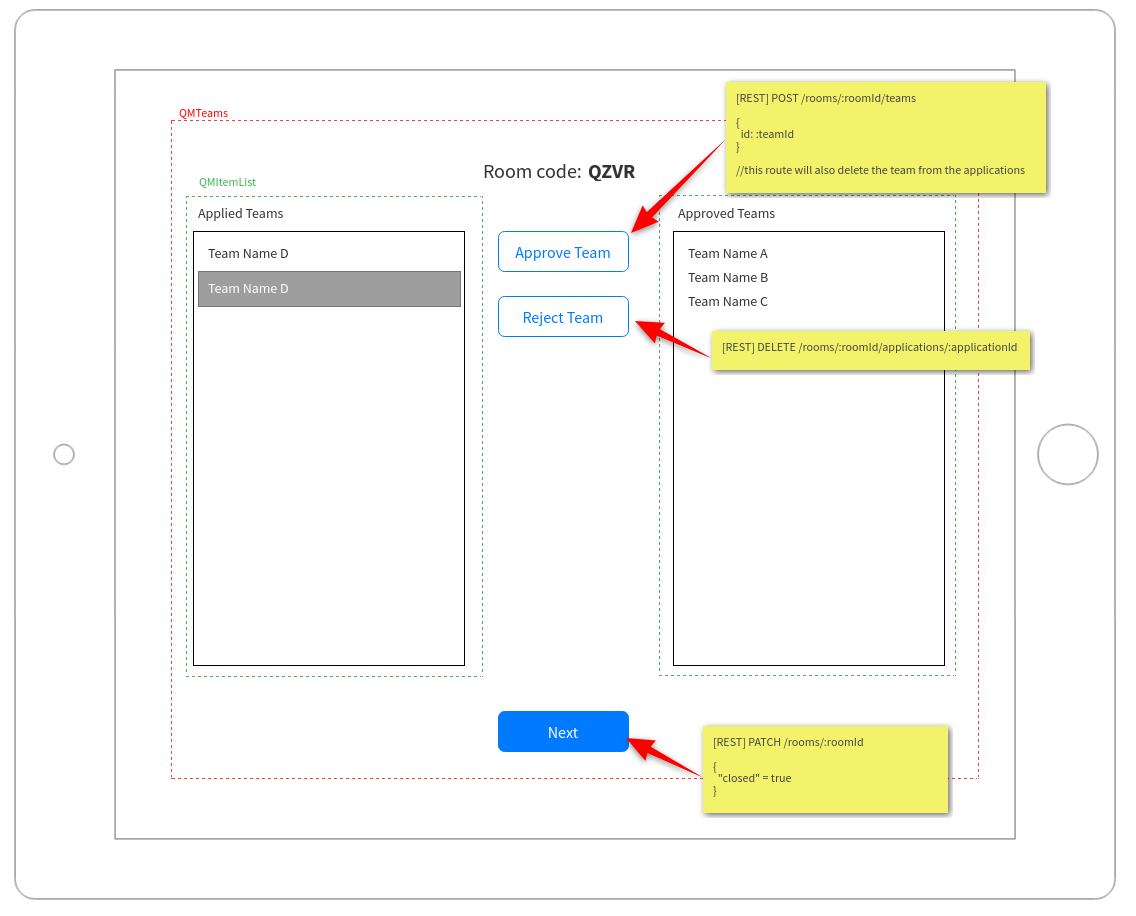 QMTeams
[REST] POST /rooms/:roomId/teams
{
id: :teamId
}
//this route will also delete the team from the applications
Room code: QZVR
QMItemList
Applied Teams
Team Name D
Team Name D
Approve Team
Reject Team
Approved Teams
Team Name A
Team Name B
Team Name C
[REST] DELETE /rooms/:roomId/applications/:applicationId
Next
[REST] PATCH /rooms/:roomId
{
"closed" = true
}